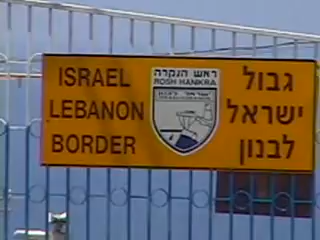 ISRAEL
LEBANON
BORDER
ראש הנקרה
ROSH HANIKRA
גבול
ישראל
לבנון